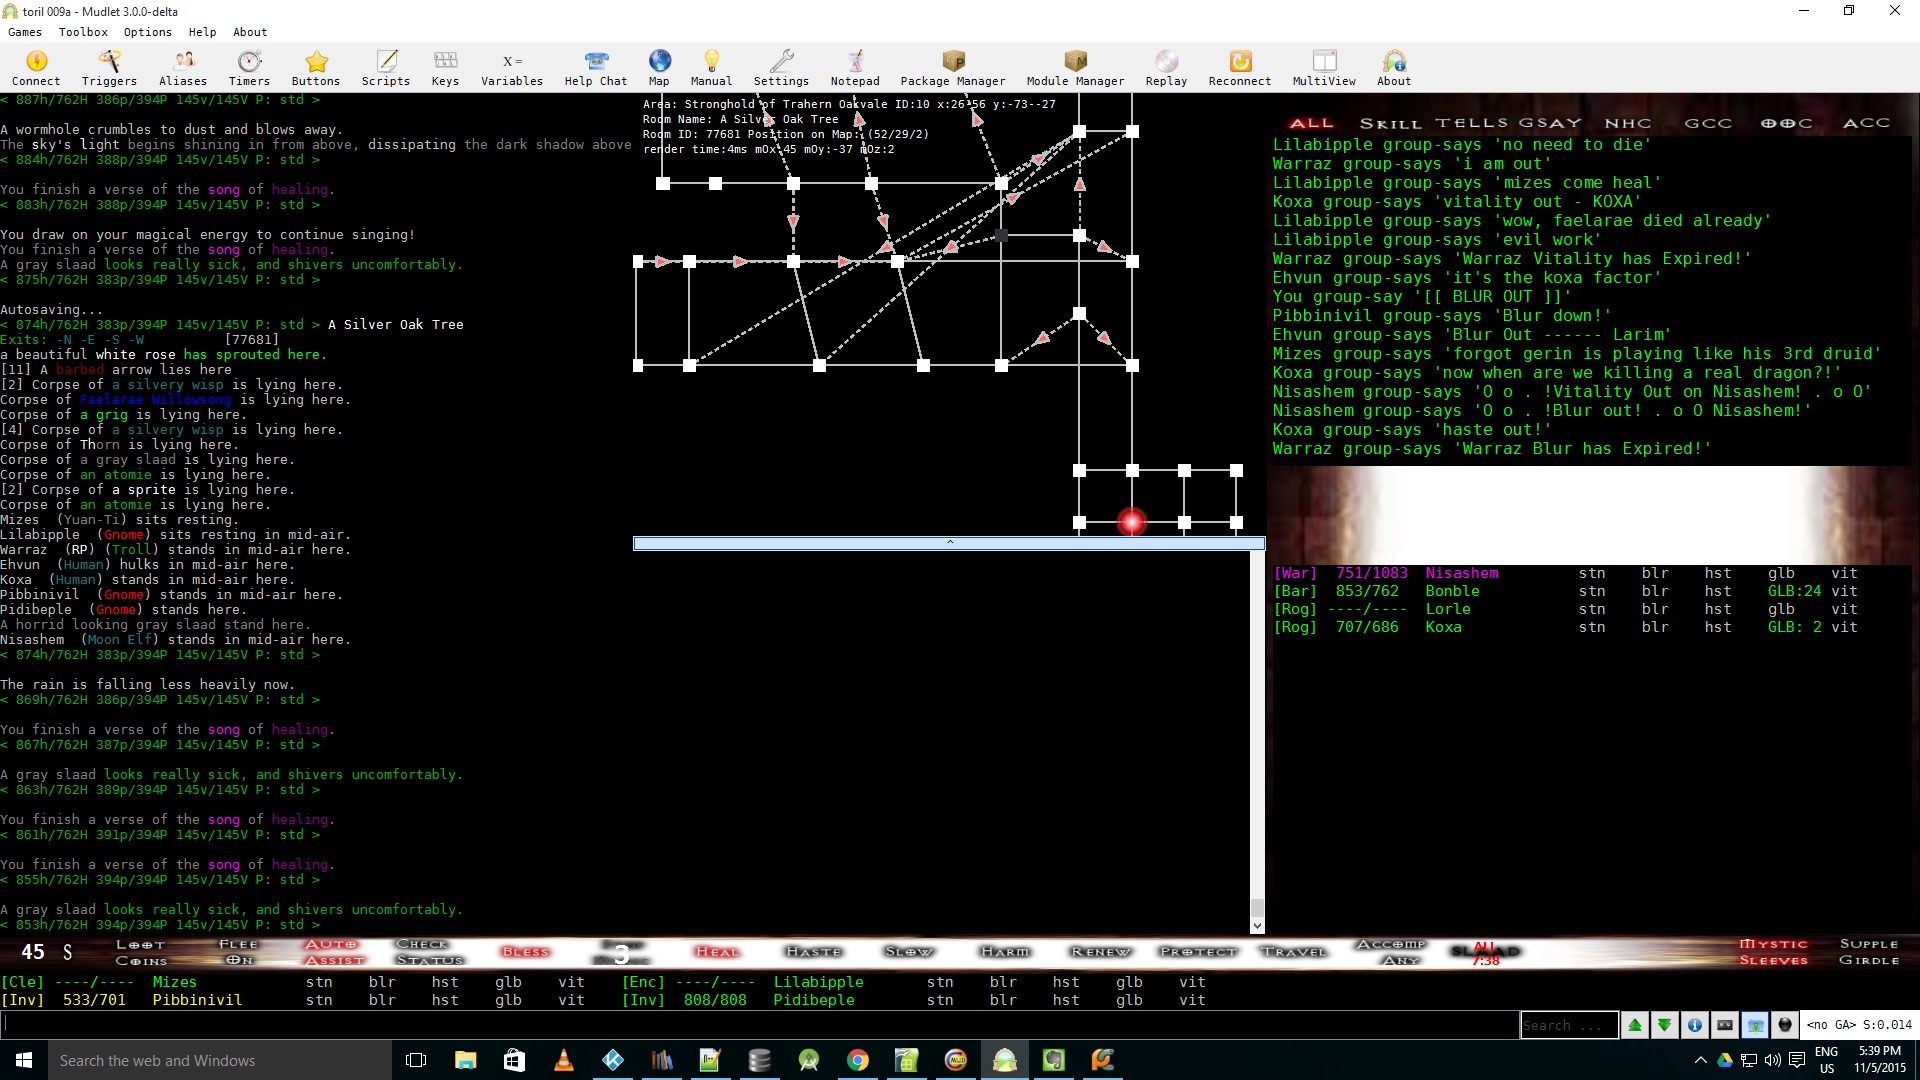 toril 009a - Mudlet 3.0.0-delta
Games Toolbox Options Help About
Connect Triggers Aliases Timers Buttons Scripts Keys X = Variables Help Chat Map Manual Settings Notepad Package Manager Module Manager Replay Reconnect MultiView About
< 887h/762H 386p/394P 145v/145V P: std >
A wormhole crumbles to dust and blows away.
The sky's light begins shining in from above, dissipating the dark shadow above
< 884h/762H 388p/394P 145v/145V P: std >
You finish a verse of the song of healing.
< 883h/762H 388p/394P 145v/145V P: std >
You draw on your magical energy to continue singing!
You finish a verse of the song of healing.
A gray slaad looks really sick, and shivers uncomfortably.
< 875h/762H 383p/394P 145v/145V P: std >
Autosaving...
< 874h/762H 383p/394P 145v/145V P: std > A Silver Oak Tree
Exits: -N -E -S -W [77681]
a beautiful white rose has sprouted here.
[11] A barbed arrow lies here
[2] Corpse of a silvery wisp is lying here.
Corpse of Faelarae Willowsong is lying here.
Corpse of a grig is lying here.
[4] Corpse of a silvery wisp is lying here.
Corpse of Thorn is lying here.
Corpse of a gray slaad is lying here.
Corpse of an atomie is lying here.
[2] Corpse of a sprite is lying here.
Corpse of an atomie is lying here.
Mizes (Yuan-Ti) sits resting.
Lilabipple (Gnome) sits resting in mid-air.
Warraz (RP) (Troll) stands in mid-air here.
Ehvun (Human) hulks in mid-air here.
Koxa (Human) stands in mid-air here.
Pibbinivil (Gnome) stands in mid-air here.
Pidibeple (Gnome) stands here.
A horrid looking gray slaad stand here.
Nisashem (Moon Elf) stands in mid-air here.
< 874h/762H 383p/394P 145v/145V P: std >
The rain is falling less heavily now.
< 869h/762H 386p/394P 145v/145V P: std >
You finish a verse of the song of healing.
< 867h/762H 387p/394P 145v/145V P: std >
A gray slaad looks really sick, and shivers uncomfortably.
< 863h/762H 389p/394P 145v/145V P: std >
You finish a verse of the song of healing.
< 861h/762H 391p/394P 145v/145V P: std >
You finish a verse of the song of healing.
< 855h/762H 394p/394P 145v/145V P: std >
A gray slaad looks really sick, and shivers uncomfortably.
< 853h/762H 394p/394P 145v/145V P: std >
Area: Stronghold of Trahern Oakvale ID:10 x:26-56 y:-73--27
Room Name: A Silver Oak Tree
Room ID: 77681 Position on Map: (52/29/2)
render time:4ms mOx:45 mOy:-37 mOz:2
ALL SKILL TELLS GSAY NHC GCC OOC ACC
Lilabipple group-says 'no need to die'
Warraz group-says 'i am out'
Lilabipple group-says 'mizes come heal'
Koxa group-says 'vitality out - KOXA'
Lilabipple group-says 'wow, faelarae died already'
Lilabipple group-says 'evil work'
Warraz group-says 'Warraz Vitality has Expired!'
Ehvun group-says 'it's the koxa factor'
You group-say '[[ BLUR OUT ]]'
Pibbinivil group-says 'Blur down!'
Ehvun group-says 'Blur Out ------ Larim'
Mizes group-says 'forgot gerin is playing like his 3rd druid'
Koxa group-says 'now when are we killing a real dragon?!'
Nisashem group-says 'O o . !Vitality Out on Nisashem! . o O'
Nisashem group-says 'O o . !Blur out! . o O Nisashem!'
Koxa group-says 'haste out!'
Warraz group-says 'Warraz Blur has Expired!'
[War] 751/1083 Nisashem stn blr hst glb vit
[Bar] 853/762 Bonble stn blr hst GLB:24 vit
[Rog] ----/---- Lorle stn blr hst glb vit
[Rog] 707/686 Koxa stn blr hst GLB: 2 vit
45 S LOOT COINS FLEE ON AUTO ASSIST CHECK STATUS BLESS 3 HEAL HASTE SLOW HARM RENEW PROTECT TRAVEL ACCOMP ANY ALL 7:38 MYSTIC SLEEVES SUPPLE GIRDLE
[Cle] ----/---- Mizes stn blr hst glb vit [Enc] ----/---- Lilabipple stn blr hst glb vit
[Inv] 533/701 Pibbinivil stn blr hst glb vit [Inv] 808/808 Pidibeple stn blr hst glb vit
Search ... <no GA> S:0.014
Search the web and Windows
ENG US
5:39 PM
11/5/2015